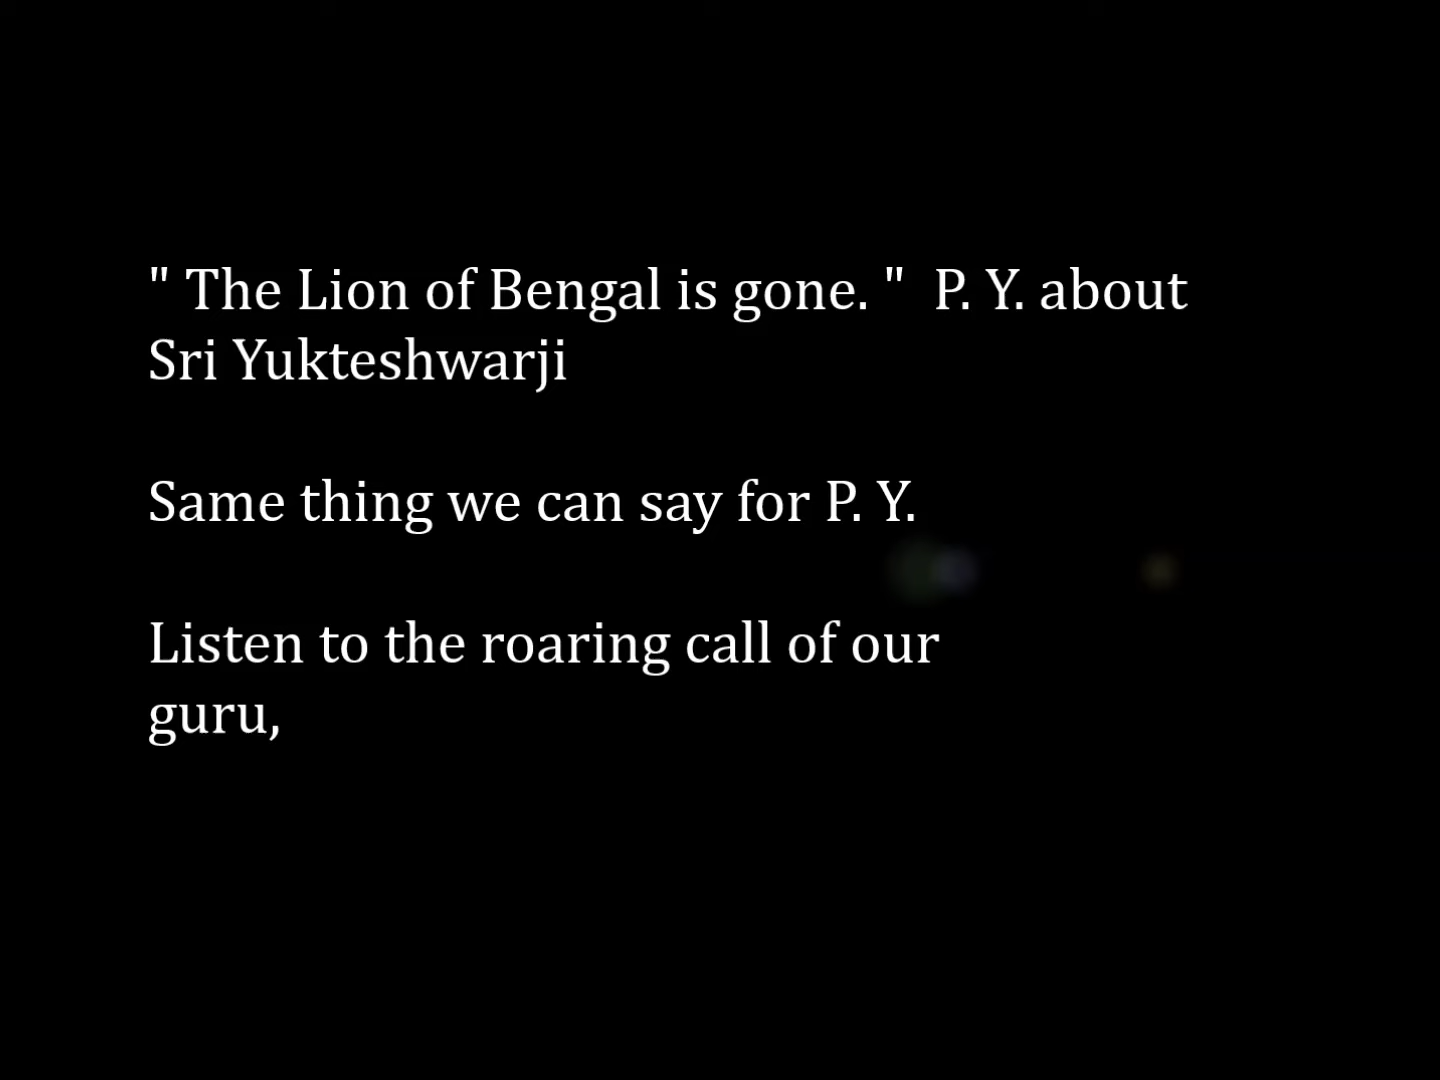 " The Lion of Bengal is gone. "  P. Y. about
Sri Yukteshwarji
Same thing we can say for P. Y.
Listen to the roaring call of our
guru,